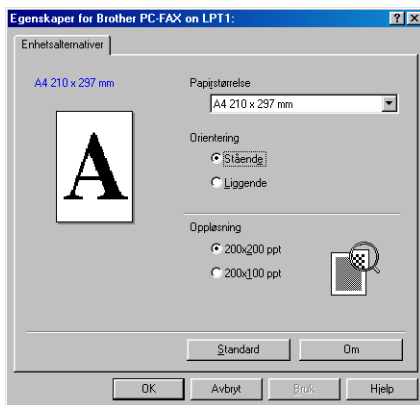 Egenskaper for Brother PC-FAX on LPT1:
Enhetsalternativer
A4 210 x 297 mm
Papirstørrelse
A4 210 x 297 mm
A
Orientering
Stående
Liggende
Oppløsning
200x200 ppt
200x100 ppt
Standard Om
OK Avbryt Bruk Hjelp